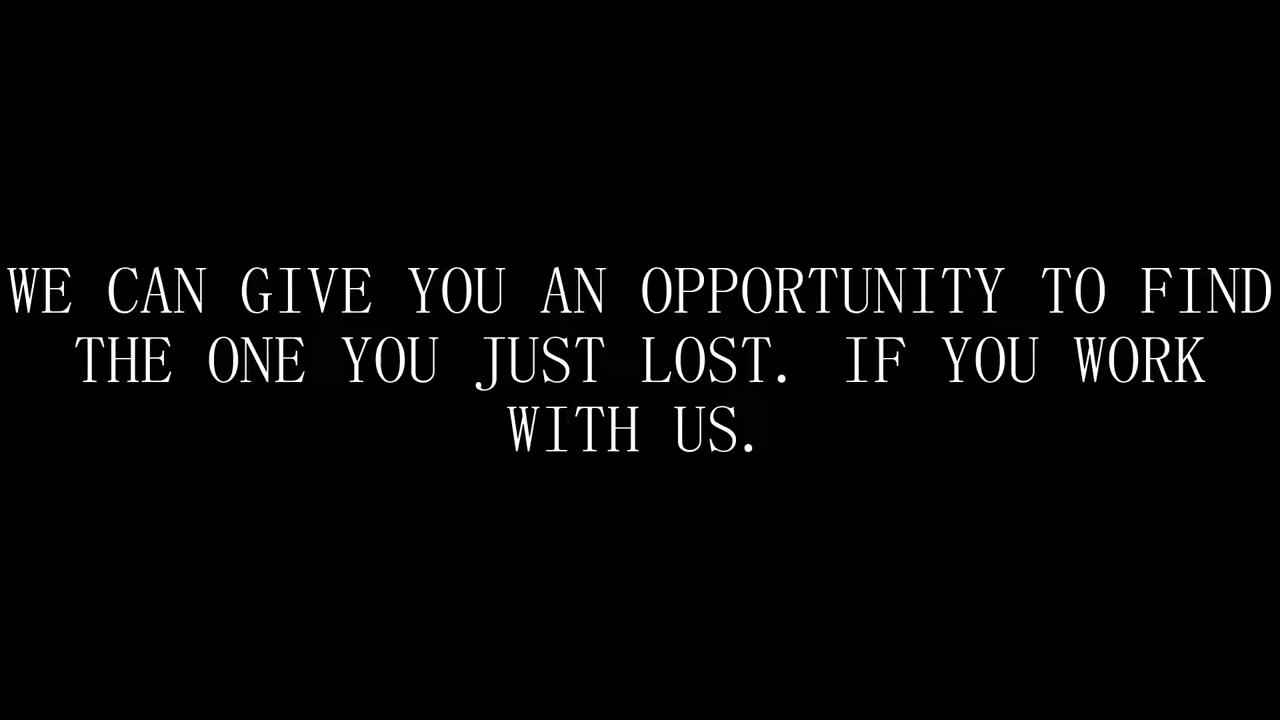 WE CAN GIVE YOU AN OPPORTUNITY TO FIND
THE ONE YOU JUST LOST. IF YOU WORK
WITH US.